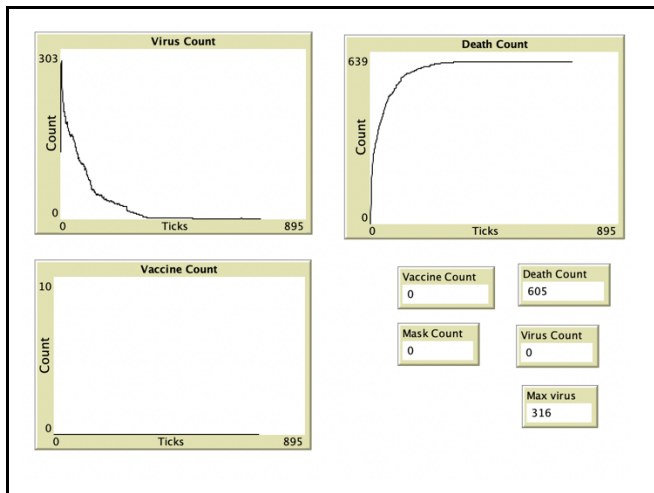 Virus Count
303
Count
0
0
Ticks
895
Death Count
639
Count
0
0
Ticks
895
Vaccine Count
10
Count
0
0
Ticks
895
Vaccine Count
0
Death Count
605
Mask Count
0
Virus Count
0
Max virus
316